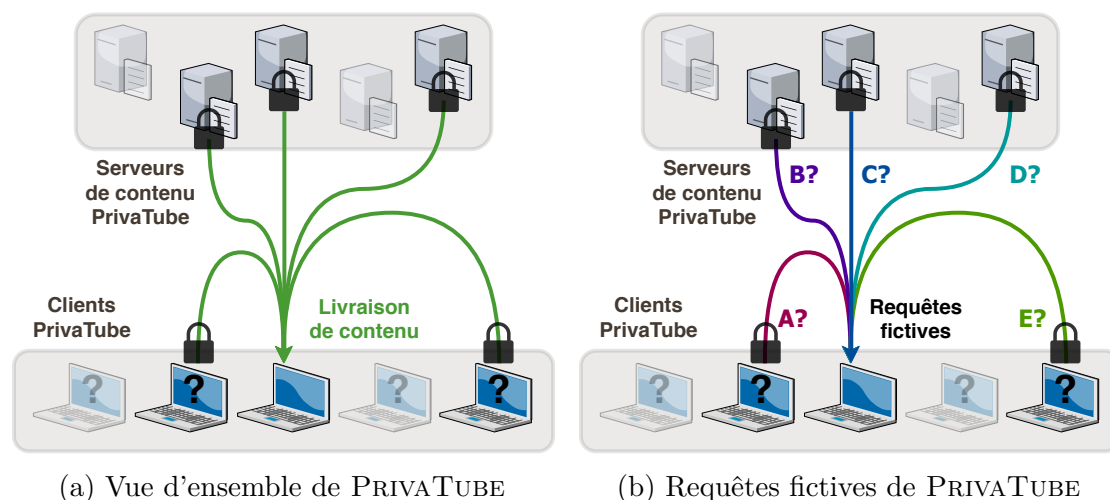 Serveurs
de contenu
PrivaTube
Clients
PrivaTube
Livraison
de contenu
?
?
?
?
(a) Vue d'ensemble de PRIVATUBE
Serveurs
de contenu
PrivaTube
B?
C?
D?
Clients
PrivaTube
A?
Requêtes
fictives
E?
?
?
?
?
(b) Requêtes fictives de PRIVATUBE